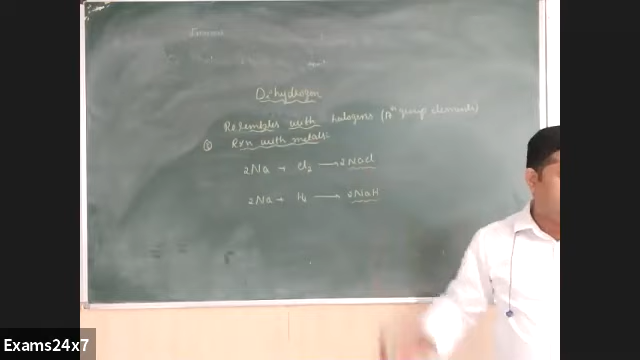 Dihydrogen
Resembles with halogens (17th group elements)
Rxn with metals:
2Na + Cl₂ → 2NaCl
2Na + H₂ → 2NaH
Exams24x7